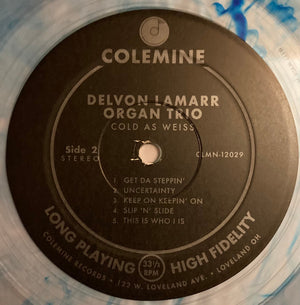 COLEMINE
DELVON LAMARR
ORGAN TRIO
COLD AS WEISS
Side 2
STEREO
CLMN-12029
1. GET DA STEPPIN'
2. UNCERTAINTY
3. KEEP ON KEEPIN' ON
4. SLIP 'N' SLIDE
5. THIS IS WHO I IS
LONG PLAYING
33⅓
RPM
HIGH FIDELITY
COLEMINE RECORDS • 122 W. LOVELAND AVE. • LOVELAND OH